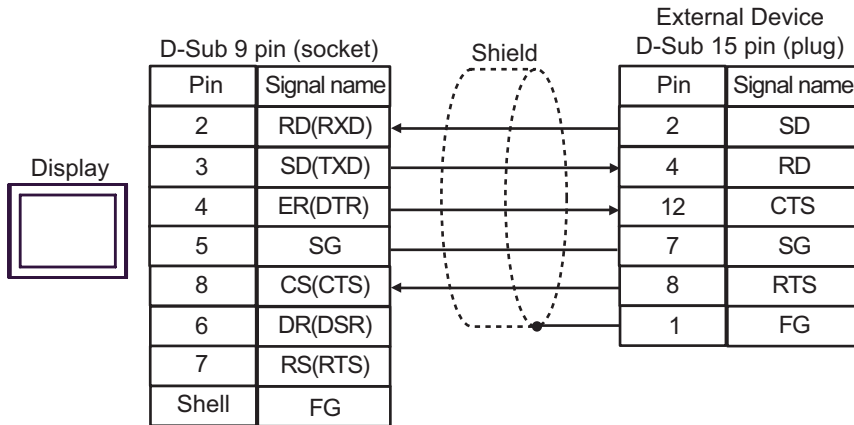 External Device
D-Sub 9 pin (socket) Shield D-Sub 15 pin (plug)
Pin Signal name Pin Signal name
2 RD(RXD) 2 SD
Display 3 SD(TXD) 4 RD
4 ER(DTR) 12 CTS
5 SG 7 SG
8 CS(CTS) 8 RTS
6 DR(DSR) 1 FG
7 RS(RTS)
Shell FG